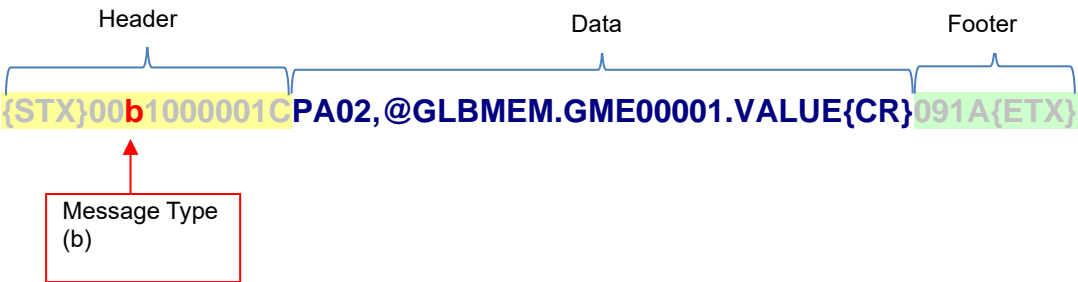 Header Data Footer
{STX}00b1000001CPA02,@GLBMEM.GME00001.VALUE{CR}091A{ETX}
Message Type
(b)